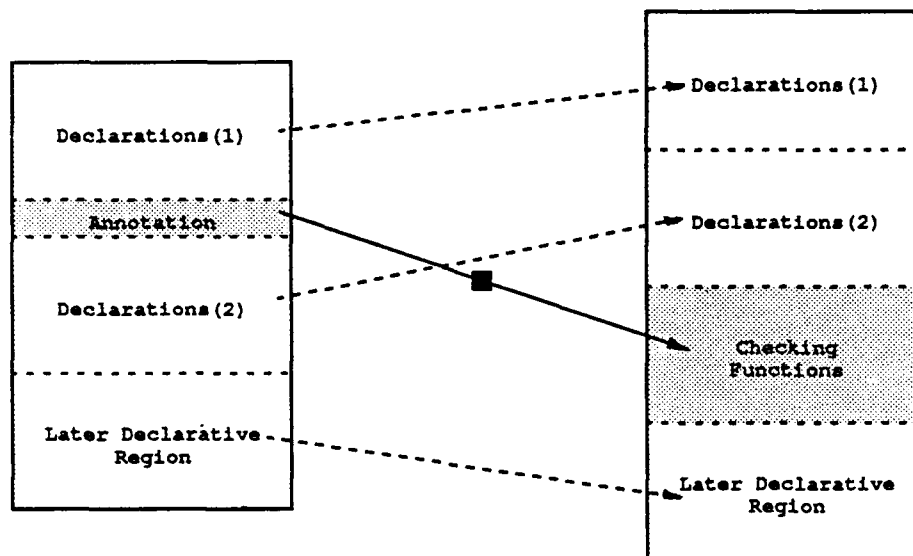 Declarations(1)
Annotation
Declarations(2)
Later Declarative
Region
Declarations(1)
Declarations(2)
Checking
Functions
Later Declarative
Region